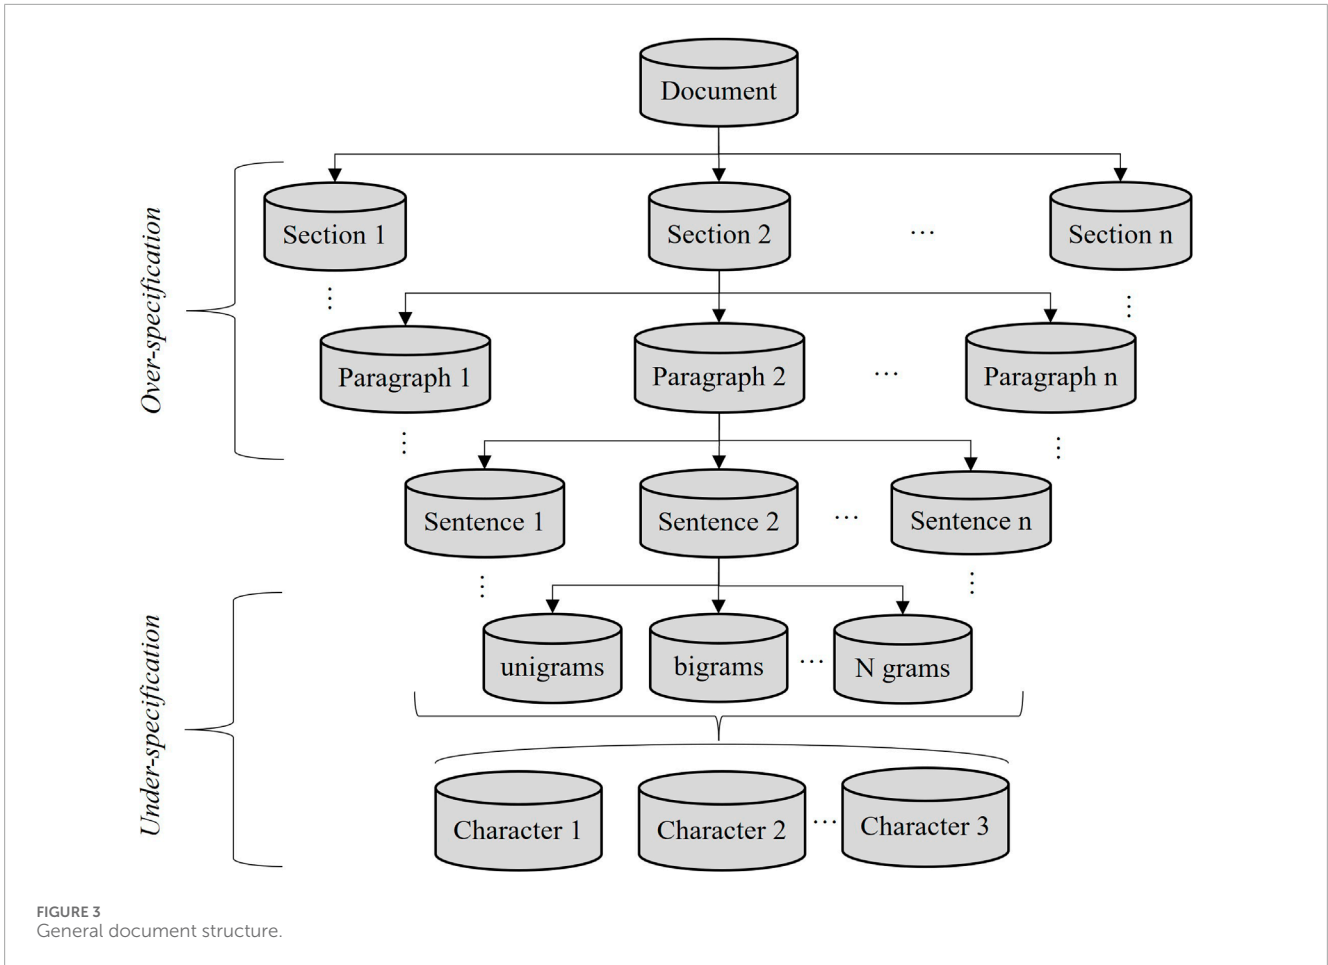 Document
Over-specification
Section 1
Section 2
...
Section n
Paragraph 1
Paragraph 2
...
Paragraph n
Sentence 1
Sentence 2
...
Sentence n
Under-specification
unigrams
bigrams
...
N grams
Character 1
Character 2
...
Character 3
FIGURE 3
General document structure.